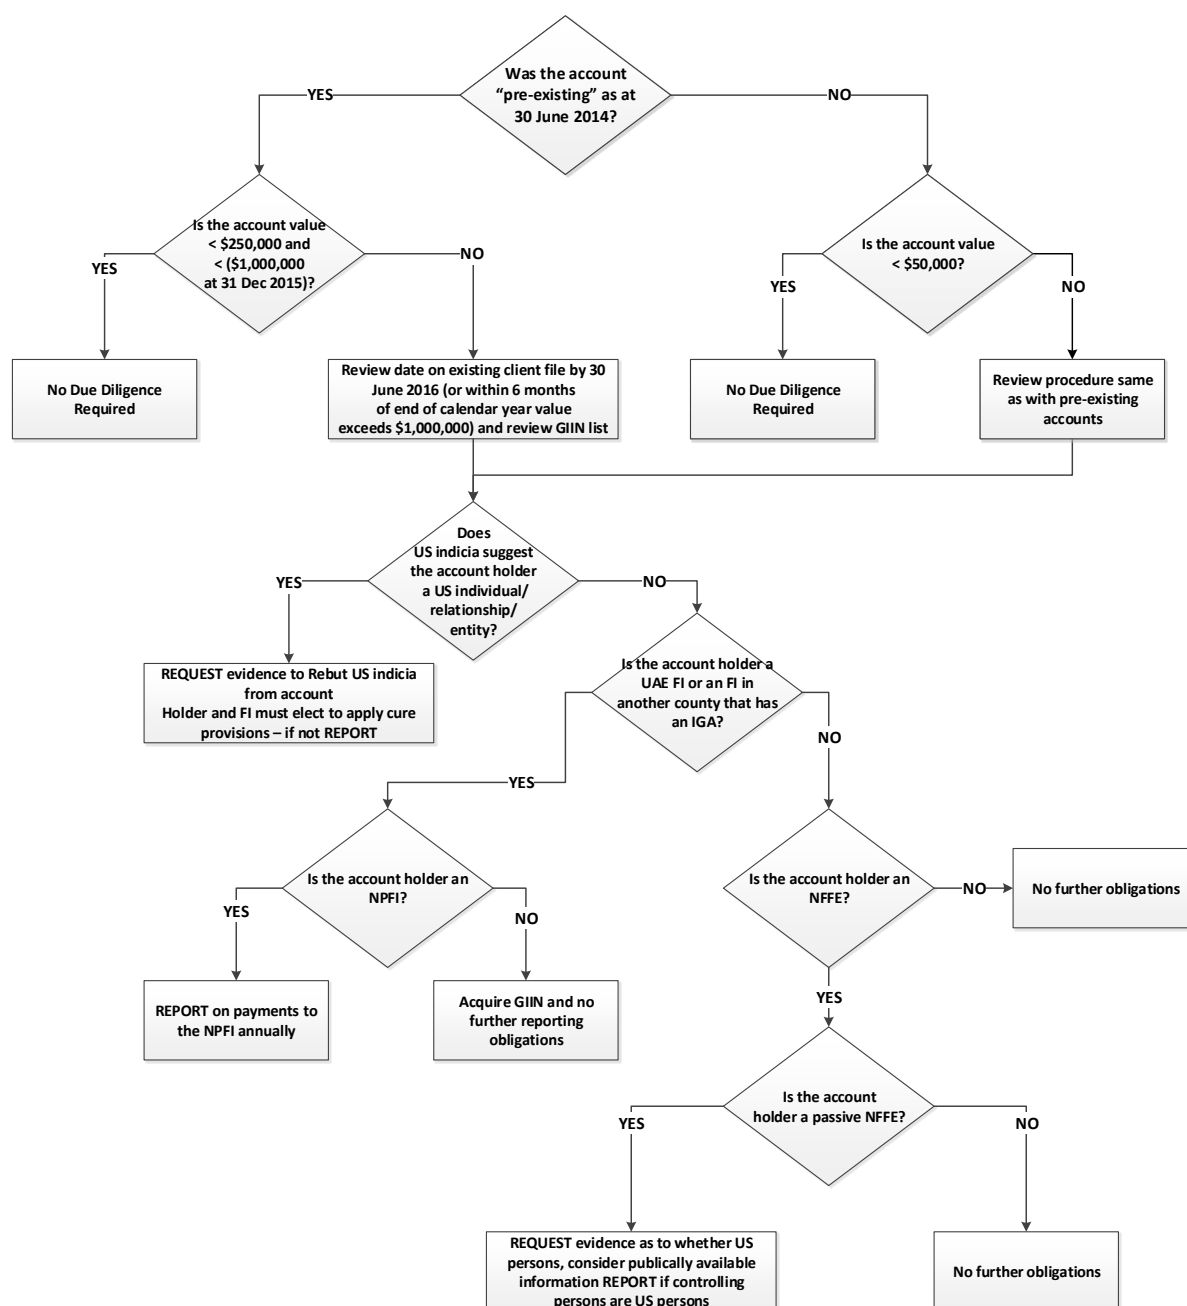 Was the account
“pre-existing” as at
30 June 2014?
YES
NO
Is the account value
< $250,000 and
< ($1,000,000
at 31 Dec 2015)?
YES
NO
Is the account value
< $50,000?
YES
NO
No Due Diligence
Required
Review date on existing client file by 30
June 2016 (or within 6 months
of end of calendar year value
exceeds $1,000,000) and review GIIN list
No Due Diligence
Required
Review procedure same
as with pre-existing
accounts
Does
US indicia suggest
the account holder
a US individual/
relationship/
entity?
YES
NO
REQUEST evidence to Rebut US indicia
from account
Holder and FI must elect to apply cure
provisions – if not REPORT
Is the account holder a
UAE FI or an FI in
another county that has
an IGA?
YES
NO
Is the account holder an
NPFI?
YES
NO
Is the account holder an
NFFE?
NO
No further obligations
YES
REPORT on payments to
the NPFI annually
Acquire GIIN and no
further reporting
obligations
Is the account
holder a passive NFFE?
YES
NO
REQUEST evidence as to whether US
persons, consider publically available
information REPORT if controlling
persons are US persons
No further obligations